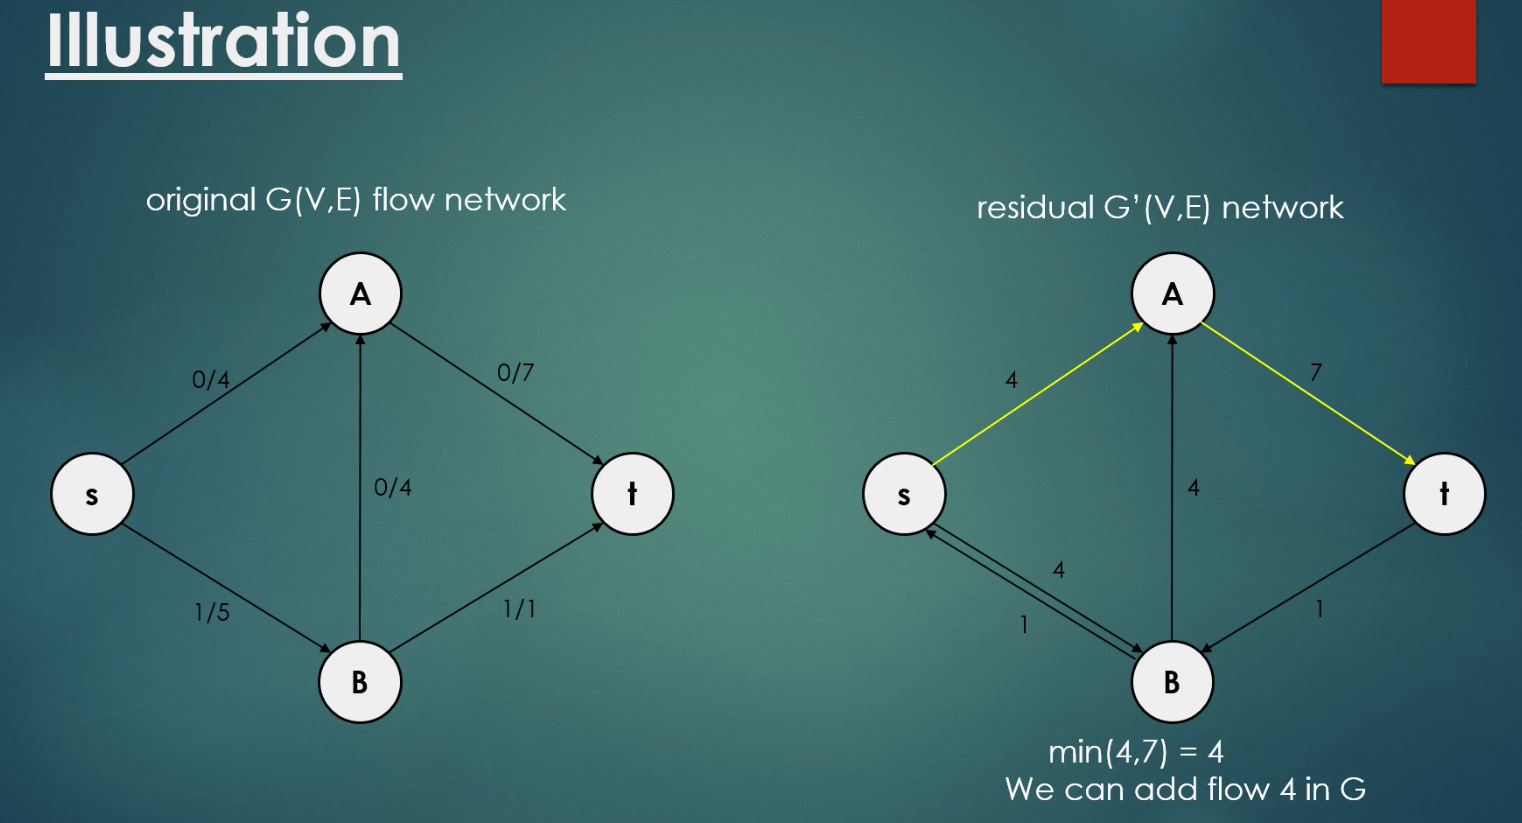 Illustration
original G(V,E) flow network
A
0/4
0/7
s
0/4
t
1/5
1/1
B
residual G'(V,E) network
A
4
7
s
4
t
4
1
1
B
min(4,7) = 4
We can add flow 4 in G